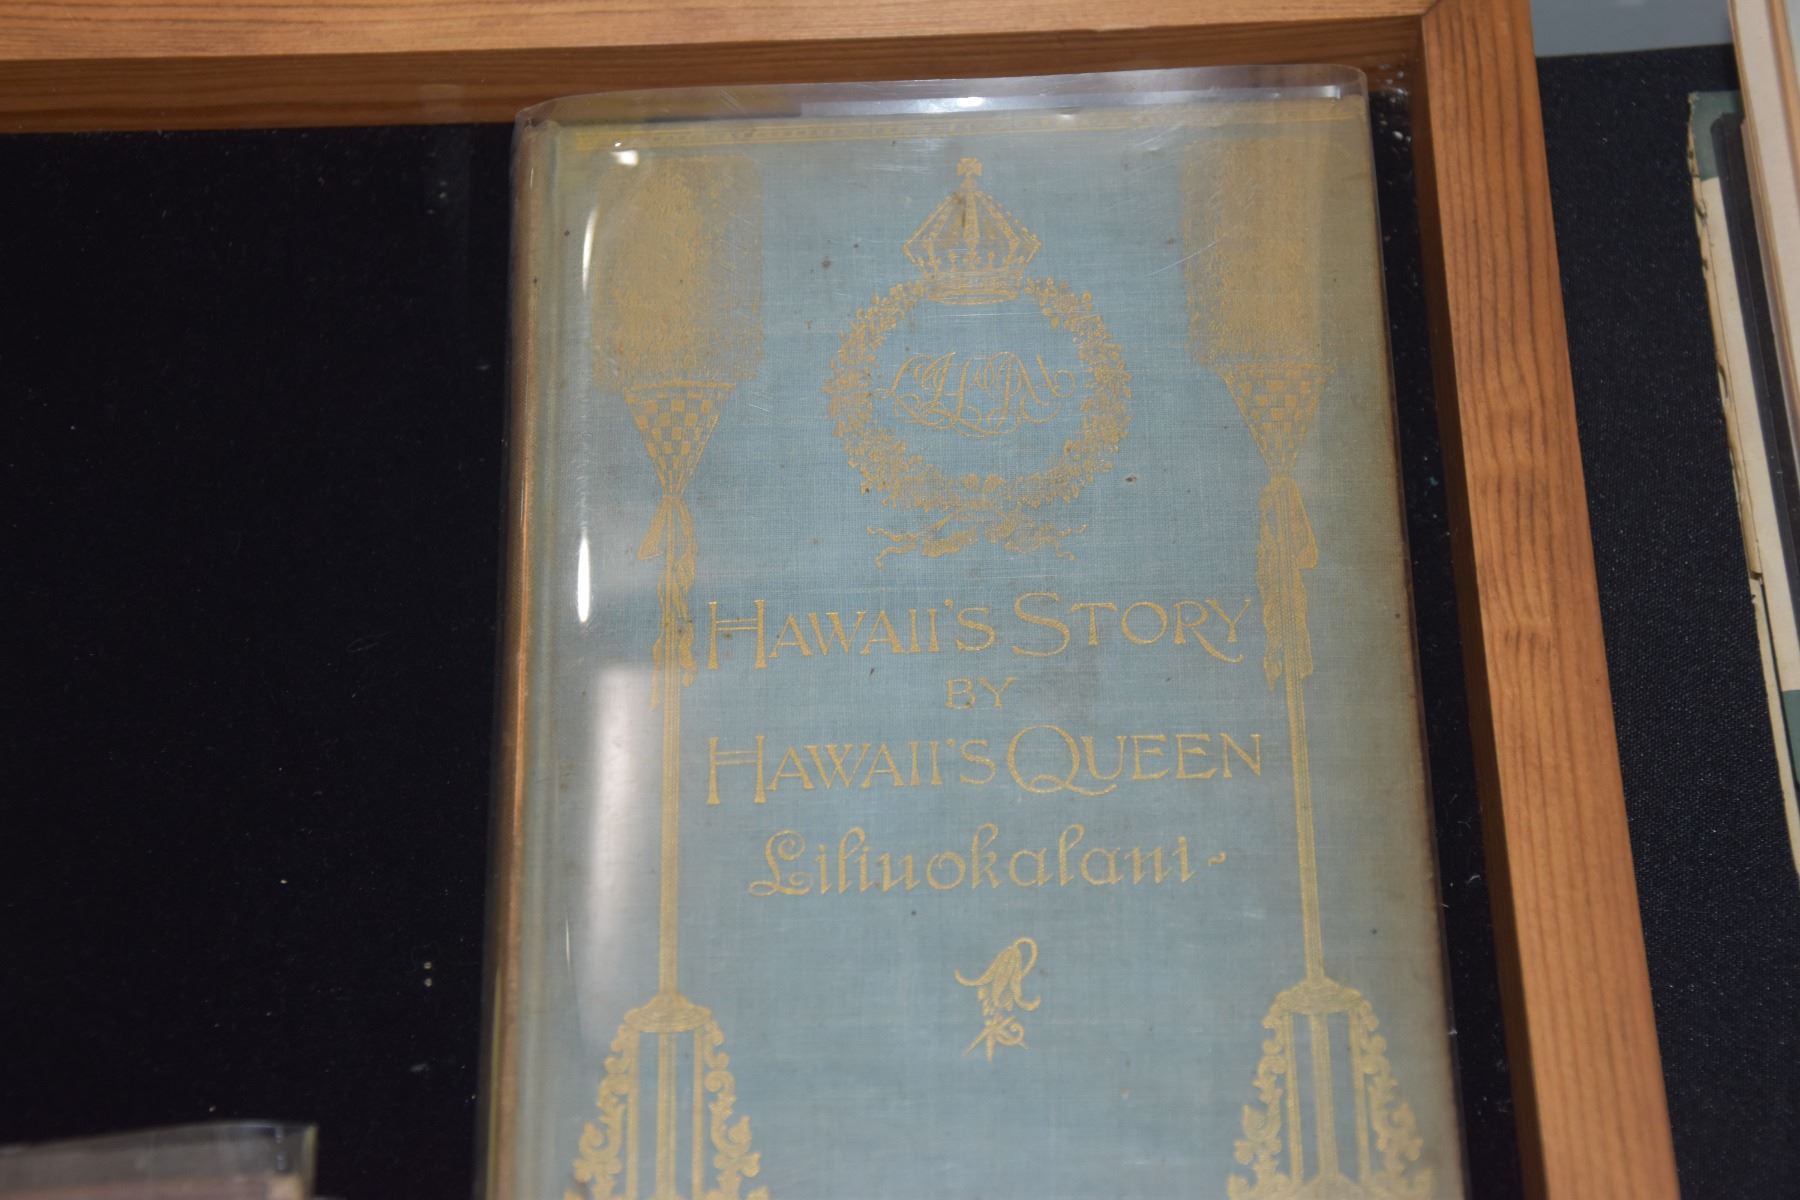 HAWAII'S STORY
BY
HAWAII'S QUEEN
Liliuokalani